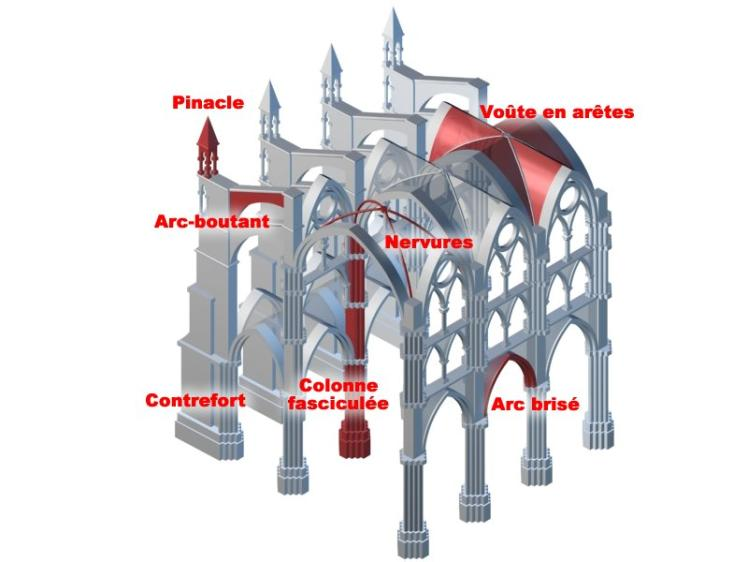 Pinacle
Voûte en arêtes
Arc-boutant
Nervures
Contrefort
Colonne
fasciculée
Arc brisé